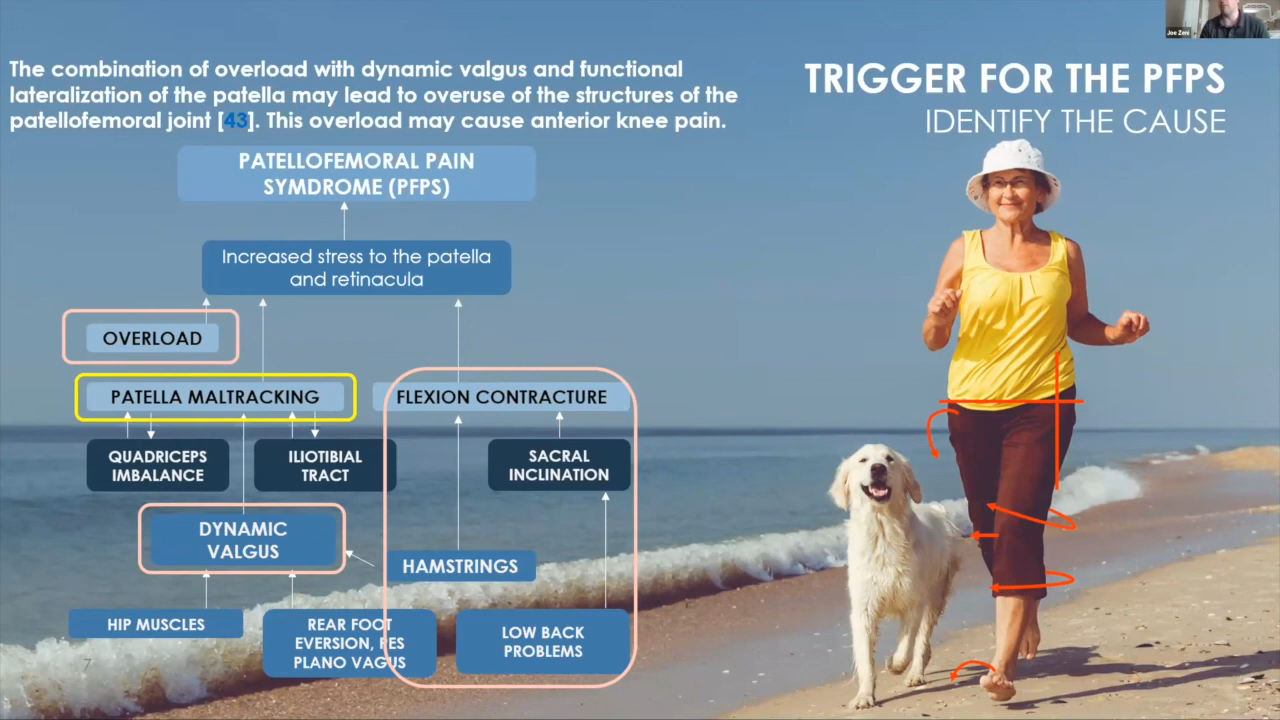 Joe Zeni
The combination of overload with dynamic valgus and functional
lateralization of the patella may lead to overuse of the structures of the
patellofemoral joint [43]. This overload may cause anterior knee pain.
TRIGGER FOR THE PFPS
IDENTIFY THE CAUSE
PATELLOFEMORAL PAIN
SYMDROME (PFPS)
Increased stress to the patella
and retinacula
OVERLOAD
PATELLA MALTRACKING
FLEXION CONTRACTURE
QUADRICEPS
IMBALANCE
ILIOTIBIAL
TRACT
SACRAL
INCLINATION
DYNAMIC
VALGUS
HAMSTRINGS
HIP MUSCLES
REAR FOOT
EVERSION, PES
PLANO VAGUS
LOW BACK
PROBLEMS
7